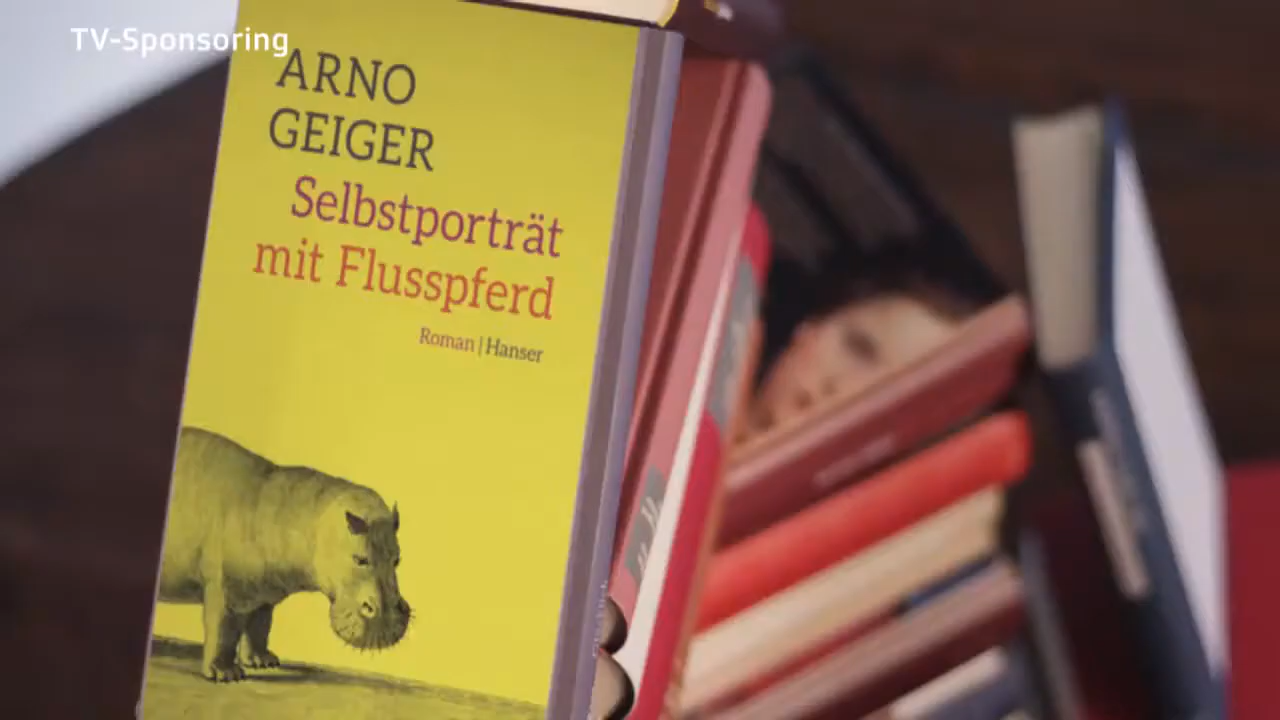 TV-Sponsoring
ARNO
GEIGER
Selbstporträt
mit Flusspferd
Roman | Hanser